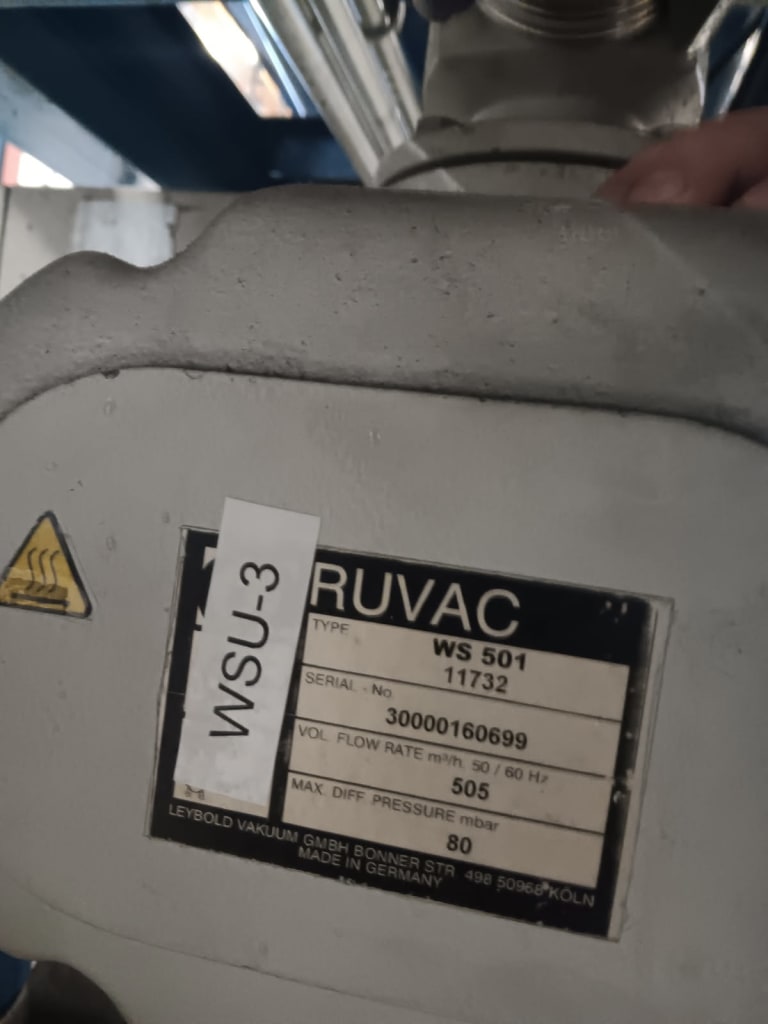 WSU-3
RUVAC
TYPE
WS 501
11732
SERIAL - No
30000160699
VOL. FLOW RATE m³/h. 50 / 60 Hz
505
MAX. DIFF. PRESSURE mbar
80
LEYBOLD VAKUUM GMBH BONNER STR. 498 50968 KÖLN
MADE IN GERMANY